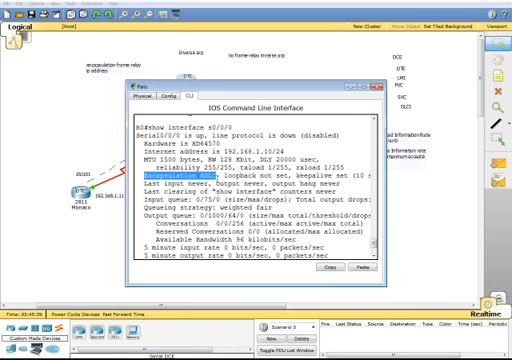 Logical
[Root]
New Cluster
Move Object
Set Tiled Background
Viewport
Inverse arp
no frame-relay inverse arp
encapsulation frame-relay
ip address
DCE
DTE
LMI
PVC
SVC
DLCI
Paris
Physical
Config
CLI
IOS Command Line Interface
R0#show interface s0/0/0
Serial0/0/0 is up, line protocol is down (disabled)
Hardware is HD64570
Internet address is 192.168.1.10/24
MTU 1500 bytes, BW 128 Kbit, DLY 20000 usec,
reliability 255/255, txload 1/255, rxload 1/255
Encapsulation HDLC, loopback not set, keepalive set (10 s
Last input never, output never, output hang never
Last clearing of "show interface" counters never
Input queue: 0/75/0 (size/max/drops); Total output drops:
Queueing strategy: weighted fair
Output queue: 0/1000/64/0 (size/max total/threshold/drops
Conversations 0/0/256 (active/max active/max total)
Reserved Conversations 0/0 (allocated/max allocated)
Available Bandwidth 96 kilobits/sec
5 minute input rate 0 bits/sec, 0 packets/sec
5 minute output rate 0 bits/sec, 0 packets/sec
Copy
Paste
192.168.1.11
2811
Monaco
Time: 03:45:39
Power Cycle Devices
Fast Forward Time
Realtime
Custom Made Devices
Serial DCE
Scenario 0
New
Delete
Toggle PDU List Window
Fire
Last Status
Source
Destination
Type
Color
Time (sec)